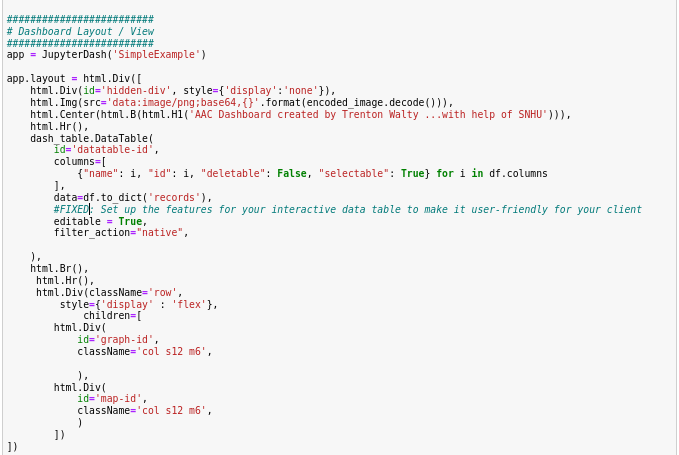 #########################
# Dashboard Layout / View
#########################
app = JupyterDash('SimpleExample')

app.layout = html.Div([
    html.Div(id='hidden-div', style={'display':'none'}),
    html.Img(src='data:image/png;base64,{}'.format(encoded_image.decode())),
    html.Center(html.B(html.H1('AAC Dashboard created by Trenton Walty ...with help of SNHU'))),
    html.Hr(),
    dash_table.DataTable(
        id='datatable-id',
        columns=[
            {"name": i, "id": i, "deletable": False, "selectable": True} for i in df.columns
        ],
        data=df.to_dict('records'),
        #FIXED: Set up the features for your interactive data table to make it user-friendly for your client
        editable = True,
        filter_action="native",

    ),
    html.Br(),
     html.Hr(),
     html.Div(className='row',
         style={'display' : 'flex'},
             children=[
        html.Div(
            id='graph-id',
            className='col s12 m6',

            ),
        html.Div(
            id='map-id',
            className='col s12 m6',
            )
        ])
])